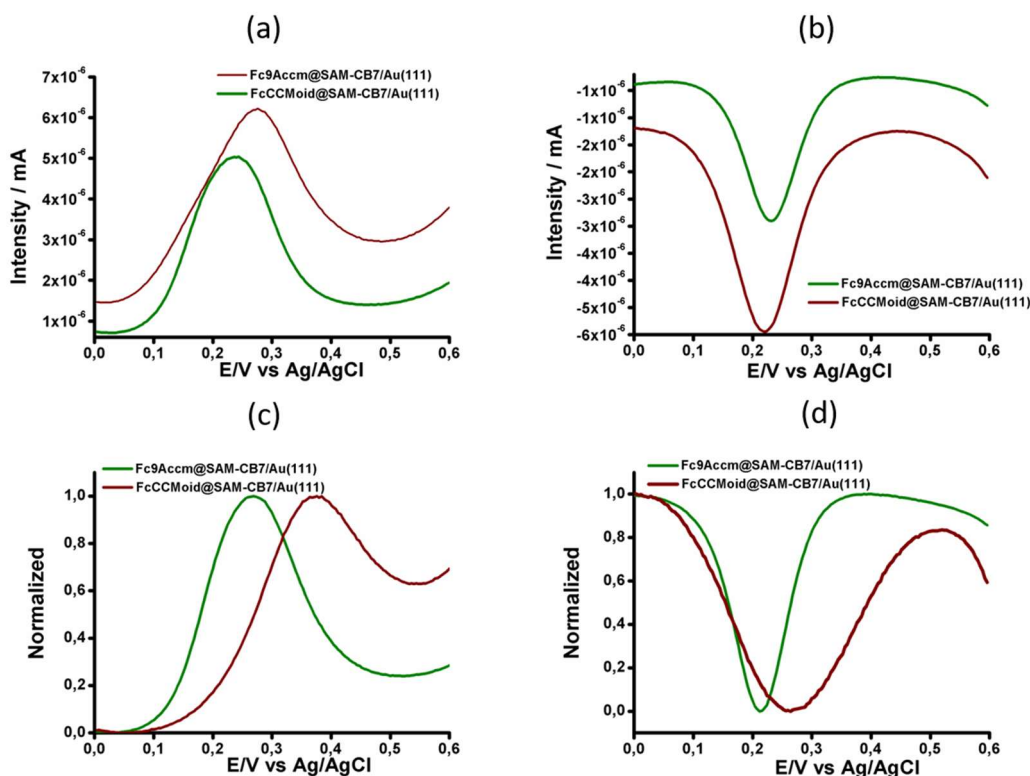 (a)
Fc9Accm@SAM-CB7/Au(111)
FcCCMoid@SAM-CB7/Au(111)
7x10⁻⁶
6x10⁻⁶
5x10⁻⁶
4x10⁻⁶
3x10⁻⁶
2x10⁻⁶
1x10⁻⁶
Intensity / mA
0,0 0,1 0,2 0,3 0,4 0,5 0,6
E/V vs Ag/AgCl
(b)
-1x10⁻⁶
-1x10⁻⁶
-2x10⁻⁶
-2x10⁻⁶
-3x10⁻⁶
-3x10⁻⁶
-4x10⁻⁶
-4x10⁻⁶
-5x10⁻⁶
-6x10⁻⁶
Intensity / mA
Fc9Accm@SAM-CB7/Au(111)
FcCCMoid@SAM-CB7/Au(111)
0,0 0,1 0,2 0,3 0,4 0,5 0,6
E/V vs Ag/AgCl
(c)
Fc9Accm@SAM-CB7/Au(111)
FcCCMoid@SAM-CB7/Au(111)
1,0
0,8
0,6
0,4
0,2
0,0
Normalized
0,0 0,1 0,2 0,3 0,4 0,5 0,6
E/V vs Ag/AgCl
(d)
Fc9Accm@SAM-CB7/Au(111)
FcCCMoid@SAM-CB7/Au(111)
1,0
0,8
0,6
0,4
0,2
0,0
Normalized
0,0 0,1 0,2 0,3 0,4 0,5 0,6
E/V vs Ag/AgCl